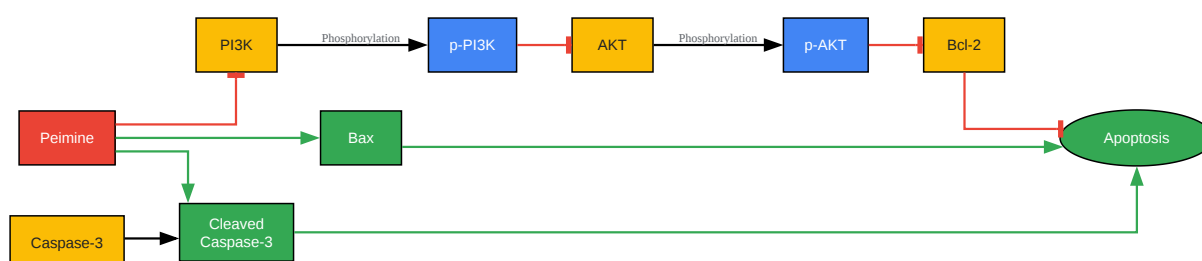 PI3K
Phosphorylation
p-PI3K
AKT
Phosphorylation
p-AKT
Bcl-2
Peimine
Bax
Apoptosis
Caspase-3
Cleaved
Caspase-3